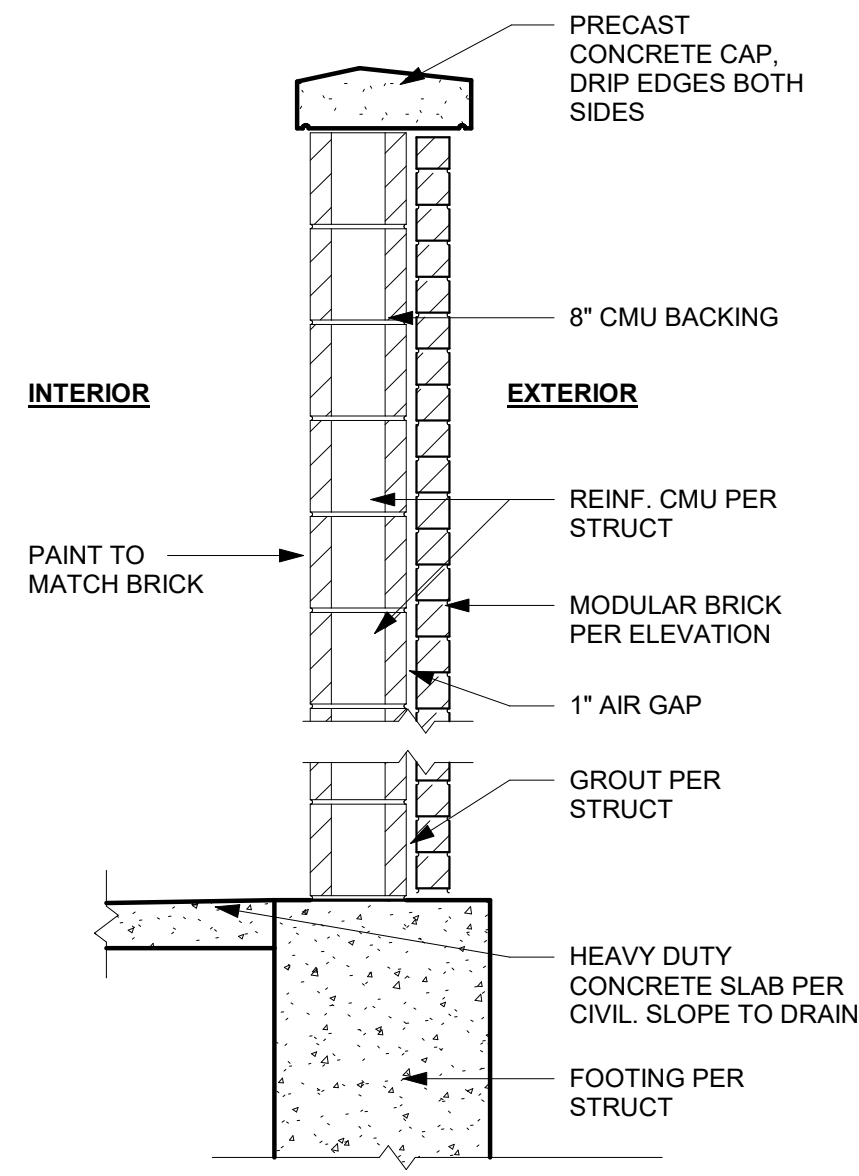 PRECAST
CONCRETE CAP,
DRIP EDGES BOTH
SIDES
8" CMU BACKING
INTERIOR
EXTERIOR
REINF. CMU PER
STRUCT
PAINT TO
MATCH BRICK
MODULAR BRICK
PER ELEVATION
1" AIR GAP
GROUT PER
STRUCT
HEAVY DUTY
CONCRETE SLAB PER
CIVIL. SLOPE TO DRAIN
FOOTING PER
STRUCT